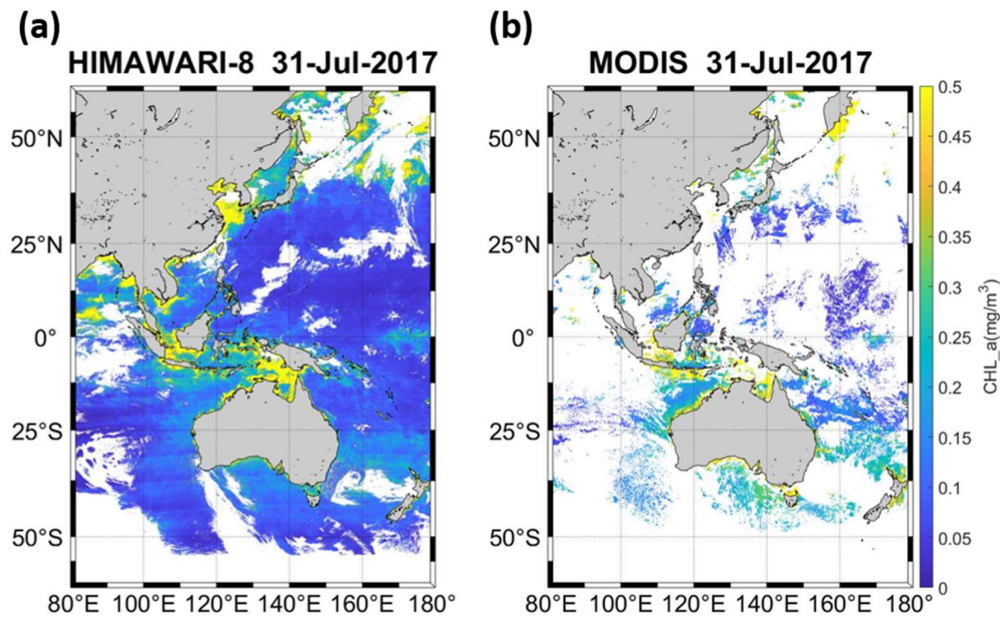 (a)
(b)
HIMAWARI-8 31-Jul-2017
MODIS 31-Jul-2017
50°N
25°N
0°
25°S
50°S
80°E 100°E 120°E 140°E 160°E 180°
50°N
25°N
0°
25°S
50°S
80°E 100°E 120°E 140°E 160°E 180°
0.5
0.45
0.4
0.35
0.3
0.25
0.2
0.15
0.1
0.05
0
CHL_a(mg/m³)